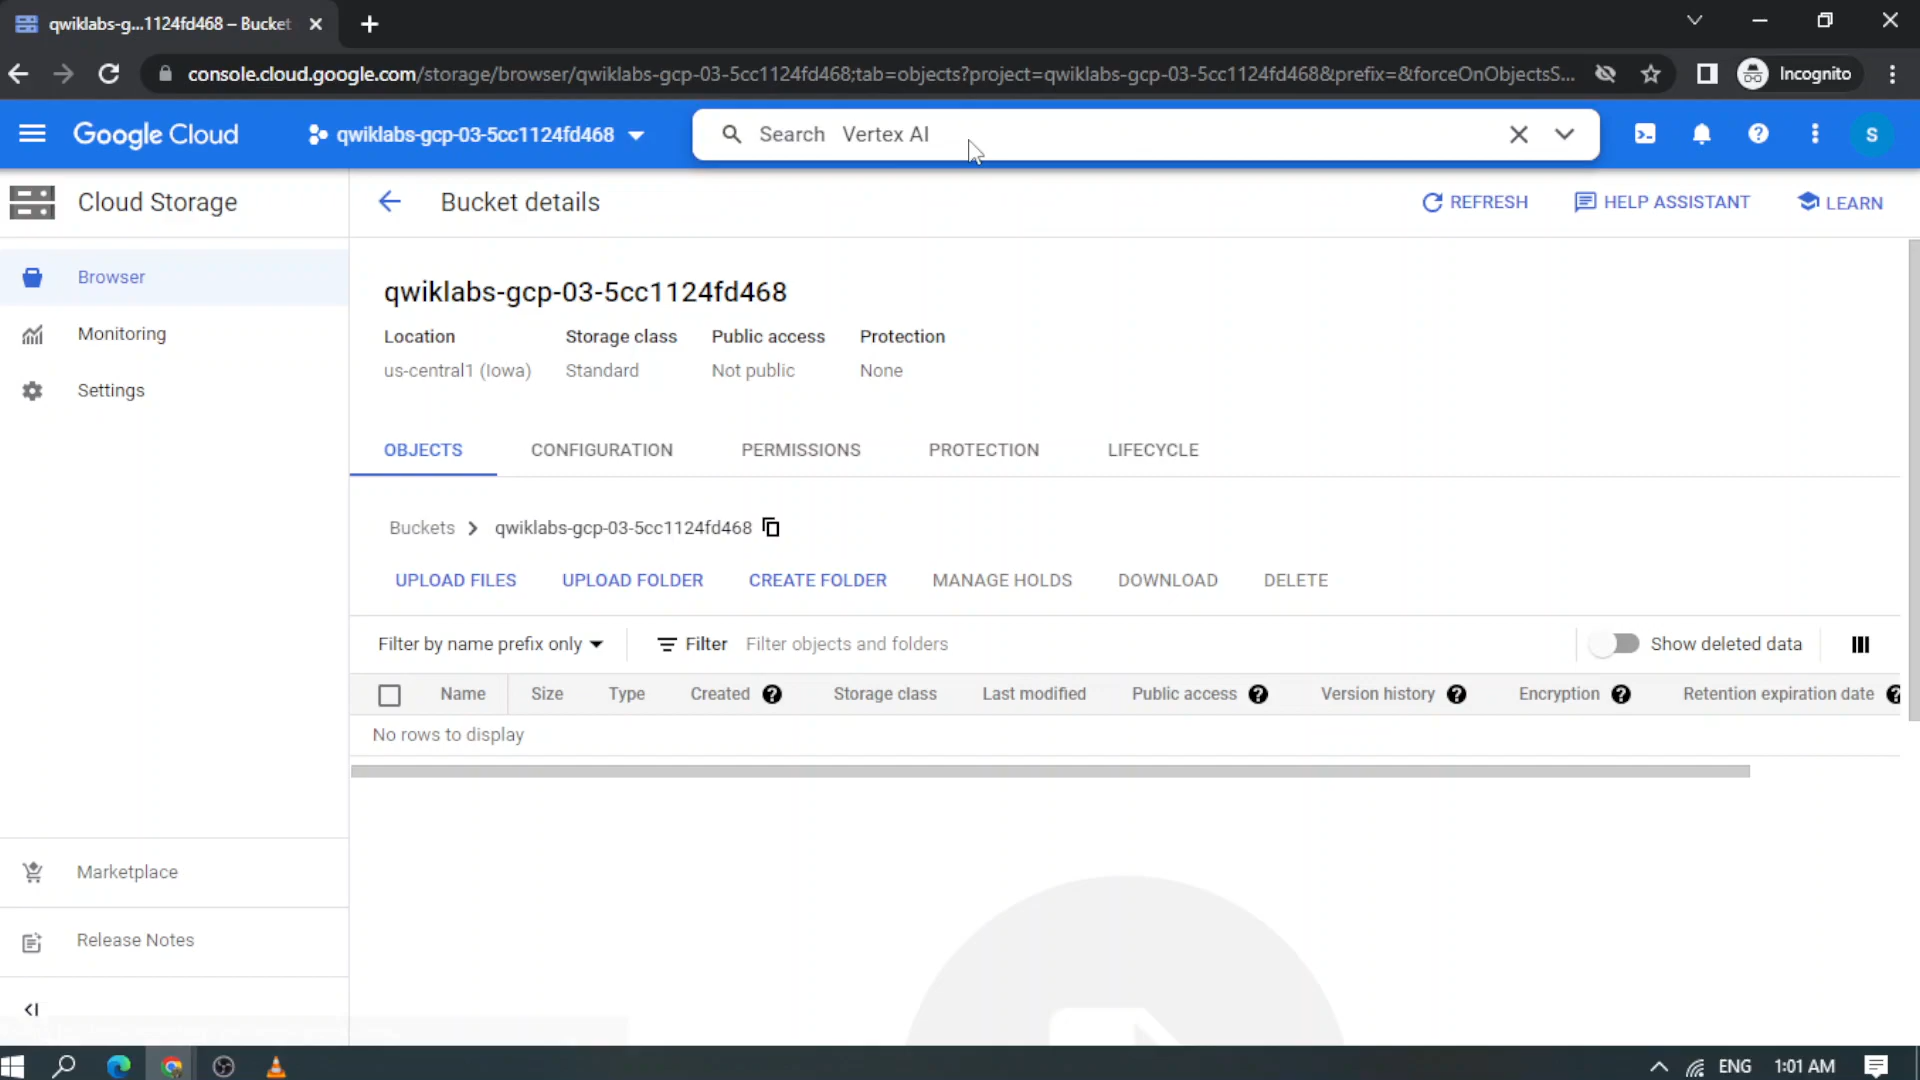 qwiklabs-g...1124fd468 – Bucket
console.cloud.google.com/storage/browser/qwiklabs-gcp-03-5cc1124fd468;tab=objects?project=qwiklabs-gcp-03-5cc1124fd468&prefix=&forceOnObjectsS...
Incognito
Google Cloud
qwiklabs-gcp-03-5cc1124fd468
Search Vertex AI
S
Cloud Storage
Bucket details
REFRESH
HELP ASSISTANT
LEARN
Browser
Monitoring
Settings
qwiklabs-gcp-03-5cc1124fd468
Location Storage class Public access Protection
us-central1 (Iowa) Standard Not public None
OBJECTS CONFIGURATION PERMISSIONS PROTECTION LIFECYCLE
Buckets > qwiklabs-gcp-03-5cc1124fd468
UPLOAD FILES UPLOAD FOLDER CREATE FOLDER MANAGE HOLDS DOWNLOAD DELETE
Filter by name prefix only Filter Filter objects and folders Show deleted data
Name Size Type Created Storage class Last modified Public access Version history Encryption Retention expiration date
No rows to display
Marketplace
Release Notes
ENG 1:01 AM